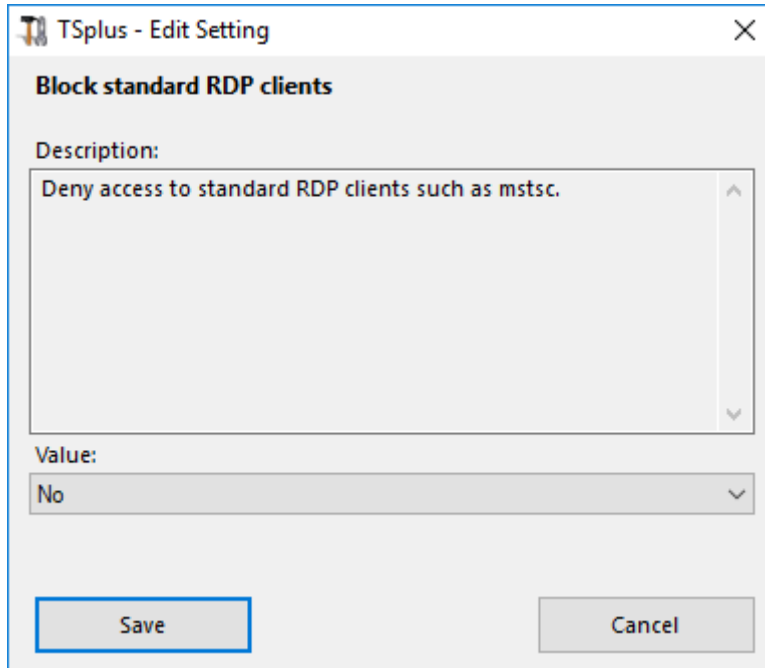 TSplus - Edit Setting
Block standard RDP clients
Description:
Deny access to standard RDP clients such as mstsc.
Value:
No
Save
Cancel